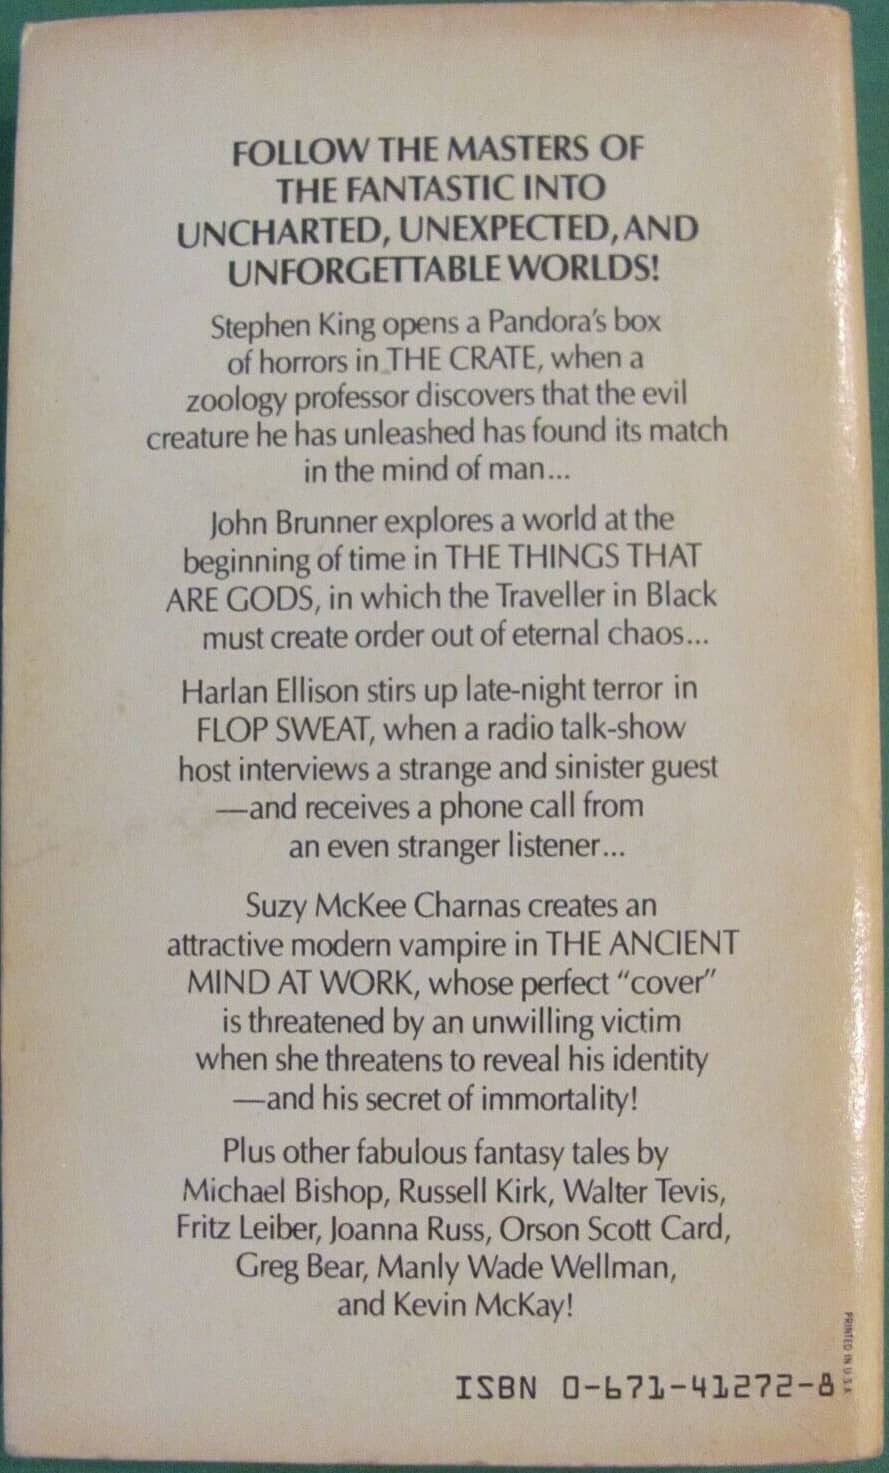 FOLLOW THE MASTERS OF
THE FANTASTIC INTO
UNCHARTED, UNEXPECTED, AND
UNFORGETTABLE WORLDS!
Stephen King opens a Pandora's box
of horrors in THE CRATE, when a
zoology professor discovers that the evil
creature he has unleashed has found its match
in the mind of man...
John Brunner explores a world at the
beginning of time in THE THINGS THAT
ARE GODS, in which the Traveller in Black
must create order out of eternal chaos...
Harlan Ellison stirs up late-night terror in
FLOP SWEAT, when a radio talk-show
host interviews a strange and sinister guest
—and receives a phone call from
an even stranger listener...
Suzy McKee Charnas creates an
attractive modern vampire in THE ANCIENT
MIND AT WORK, whose perfect “cover”
is threatened by an unwilling victim
when she threatens to reveal his identity
—and his secret of immortality!
Plus other fabulous fantasy tales by
Michael Bishop, Russell Kirk, Walter Tevis,
Fritz Leiber, Joanna Russ, Orson Scott Card,
Greg Bear, Manly Wade Wellman,
and Kevin McKay!
ISBN 0-671-41272-8
PRINTED IN U.S.A.